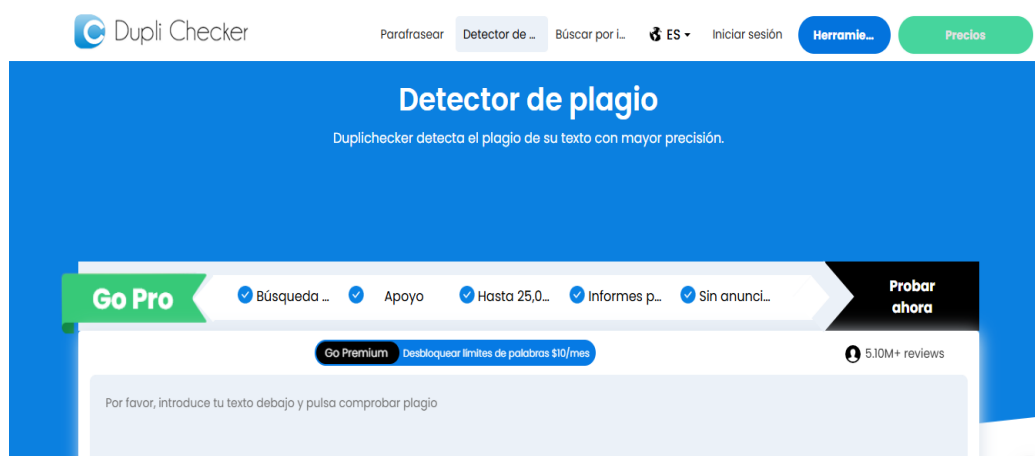 Dupli Checker
Parafrasear Detector de ... Búscar por i... ES Iniciar sesión Herramie... Precios
Detector de plagio
Duplichecker detecta el plagio de su texto con mayor precisión.
Go Pro Búsqueda ... Apoyo Hasta 25,0... Informes p... Sin anunci... Probar
ahora
Go Premium Desbloquear límites de palabras $10/mes 5.10M+ reviews
Por favor, introduce tu texto debajo y pulsa comprobar plagio